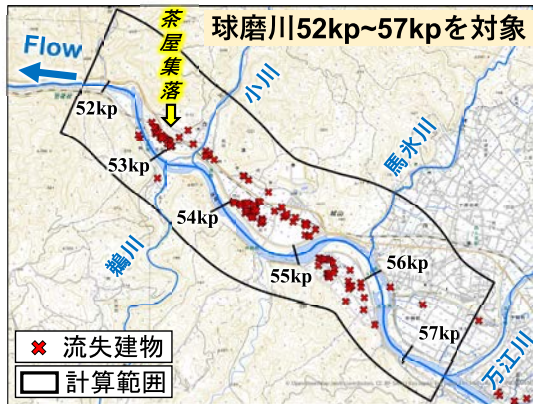 球磨川52kp~57kpを対象
Flow
茶屋集落
小川
馬氷川
52kp
53kp
54kp
鵜川
55kp
56kp
57kp
万江川
流失建物
計算範囲